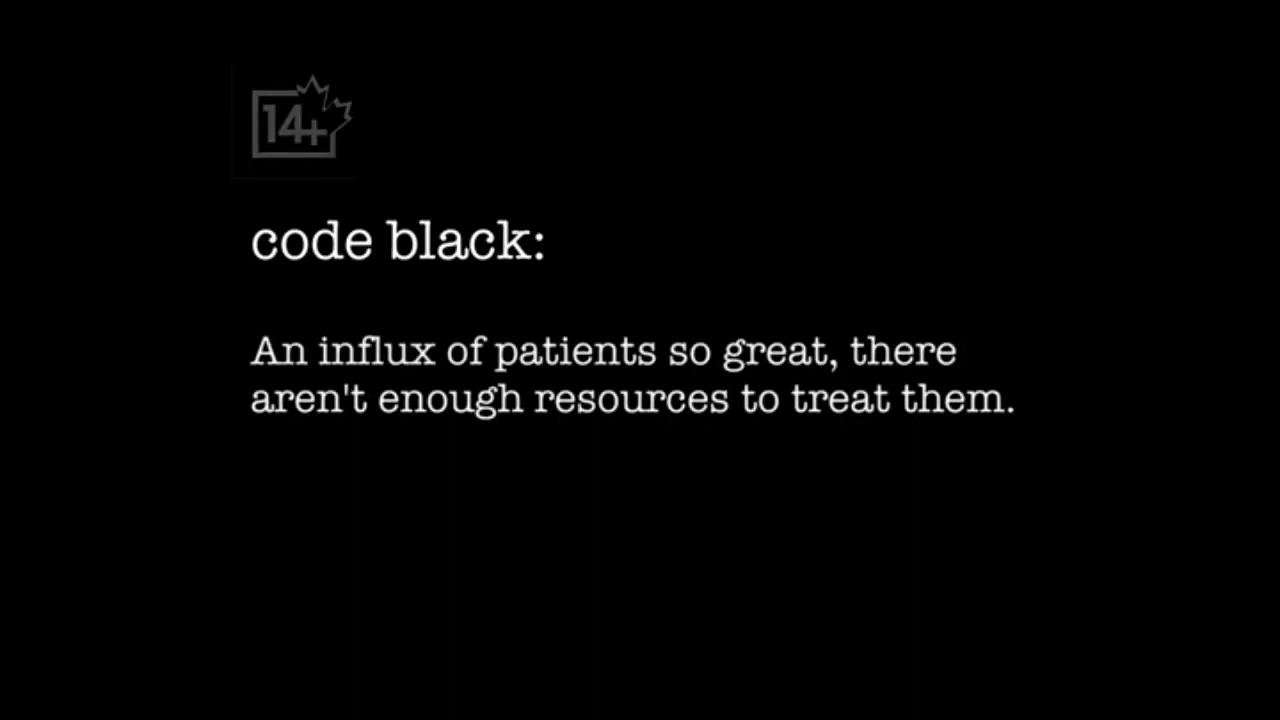 14+
code black:
An influx of patients so great, there
aren't enough resources to treat them.